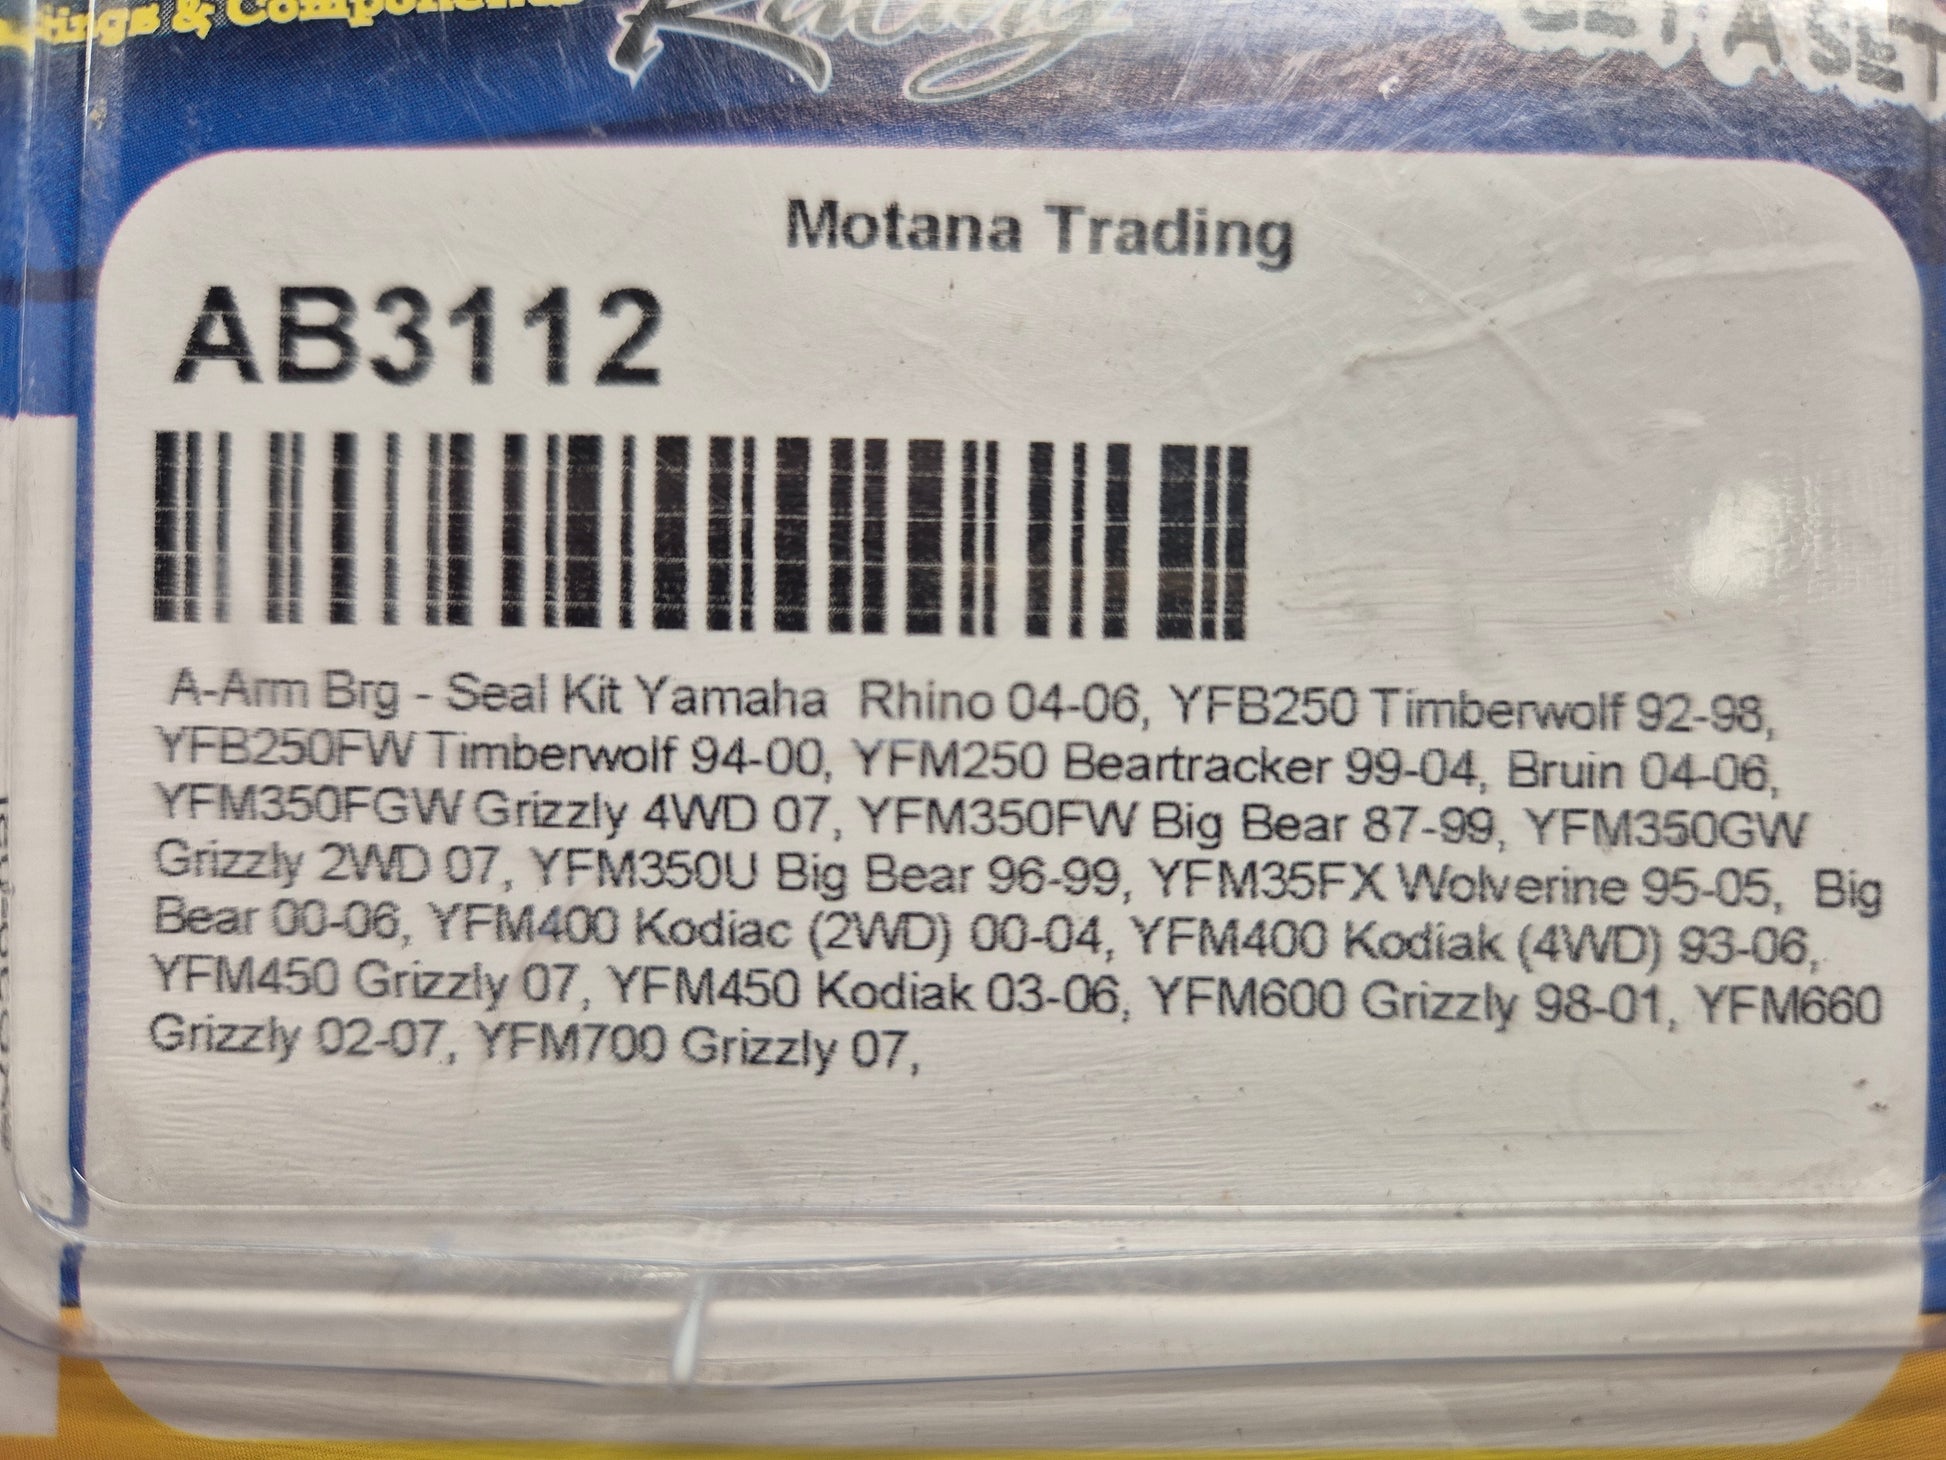 & Components
Racing
GET A SET
Motana Trading
AB3112
A-Arm Brg - Seal Kit Yamaha Rhino 04-06, YFB250 Timberwolf 92-98,
YFB250FW Timberwolf 94-00, YFM250 Beartracker 99-04, Bruin 04-06,
YFM350FGW Grizzly 4WD 07, YFM350FW Big Bear 87-99, YFM350GW
Grizzly 2WD 07, YFM350U Big Bear 96-99, YFM35FX Wolverine 95-05, Big
Bear 00-06, YFM400 Kodiac (2WD) 00-04, YFM400 Kodiak (4WD) 93-06,
YFM450 Grizzly 07, YFM450 Kodiak 03-06, YFM600 Grizzly 98-01, YFM660
Grizzly 02-07, YFM700 Grizzly 07,